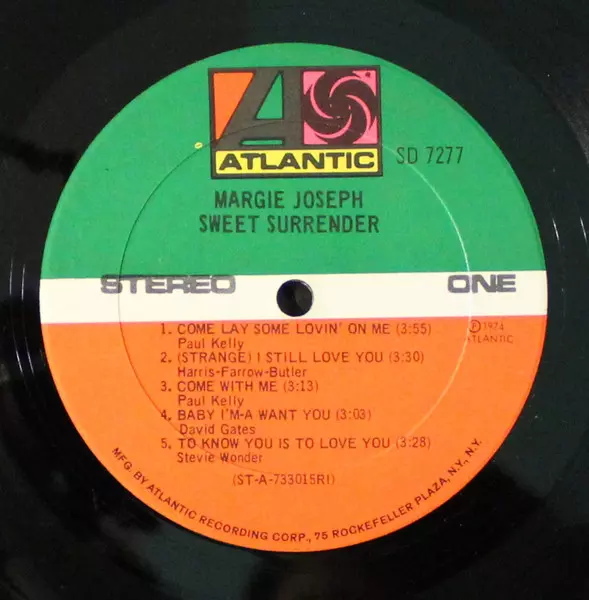 ATLANTIC
SD 7277
MARGIE JOSEPH
SWEET SURRENDER
STEREO
ONE
1. COME LAY SOME LOVIN' ON ME (3:55)
Paul Kelly
2. (STRANGE) I STILL LOVE YOU (3:30)
Harris-Farrow-Butler
3. COME WITH ME (3:13)
Paul Kelly
4. BABY I'M-A WANT YOU (3:03)
David Gates
5. TO KNOW YOU IS TO LOVE YOU (3:28)
Stevie Wonder
(ST-A-733015RI)
Ⓟ 1974
ATLANTIC
MFG. BY ATLANTIC RECORDING CORP., 75 ROCKEFELLER PLAZA, N.Y., N.Y.